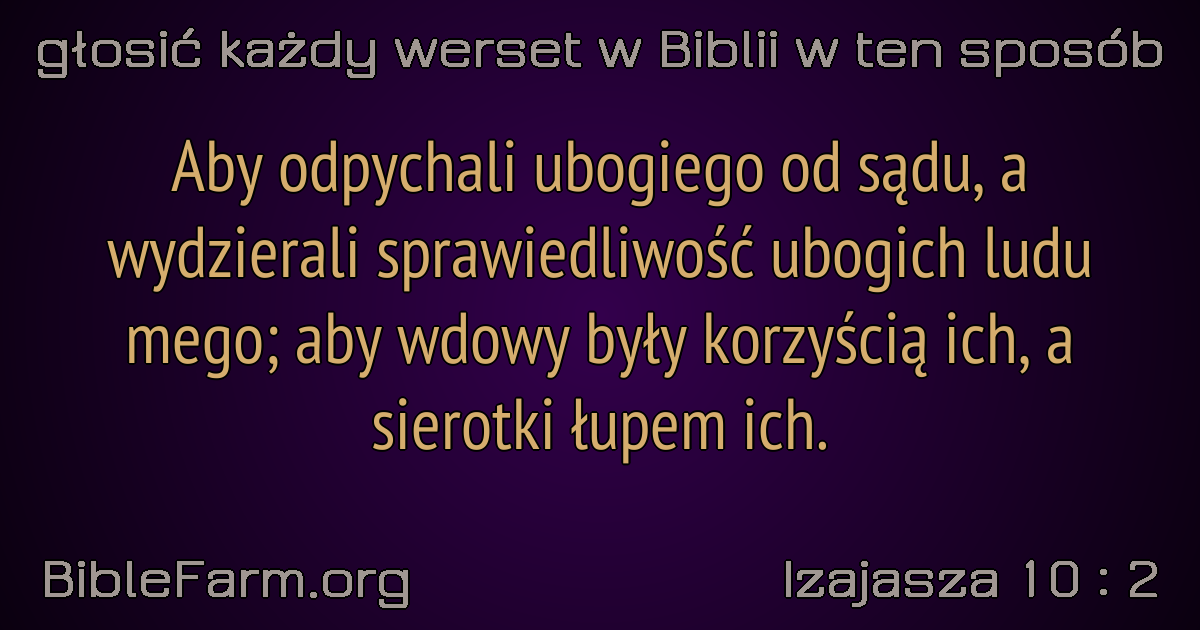 głosić każdy werset w Biblii w ten sposób
Aby odpychali ubogiego od sądu, a
wydzierali sprawiedliwość ubogich ludu
mego; aby wdowy były korzyścią ich, a
sierotki łupem ich.
BibleFarm.org
Izajasza 10 : 2